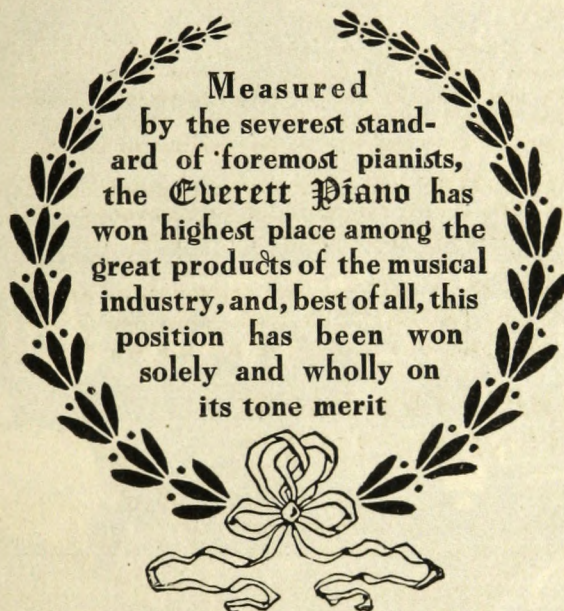 Measured
by the severest stand-
ard of foremost pianists,
the Everett Piano has
won highest place among the
great products of the musical
industry, and, best of all, this
position has been won
solely and wholly on
its tone merit